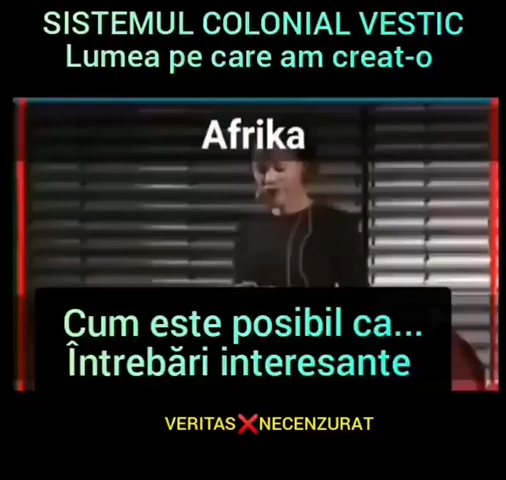 SISTEMUL COLONIAL VESTIC
Lumea pe care am creat-o
Afrika
Cum este posibil ca...
Întrebări interesante
VERITAS❌NECENZURAT